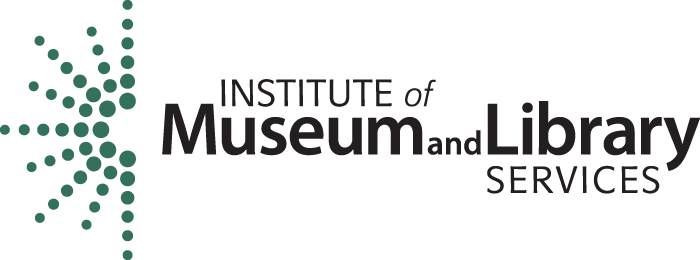 INSTITUTE of
Museum and Library
SERVICES